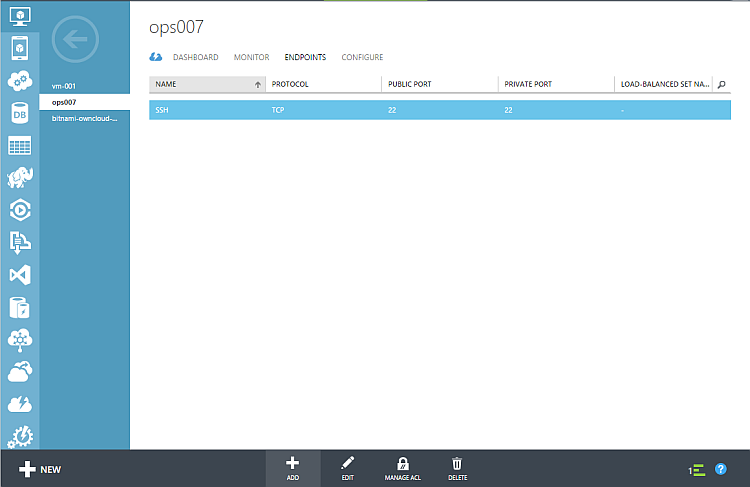 ops007
DASHBOARD MONITOR ENDPOINTS CONFIGURE
vm-001
ops007
bitnami-owncloud-...
NAME PROTOCOL PUBLIC PORT PRIVATE PORT LOAD-BALANCED SET NA...
SSH TCP 22 22 -
DB
NEW
ADD
EDIT
MANAGE ACL
DELETE
1
?